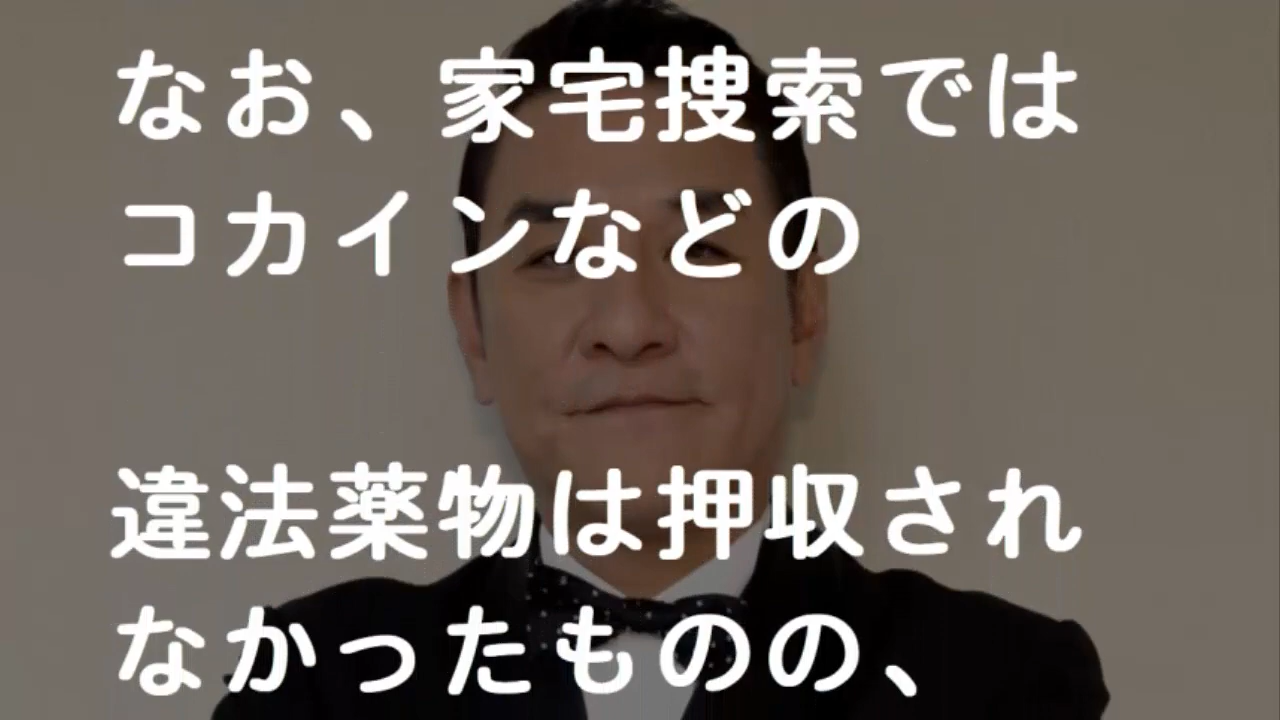 なお、家宅捜索では
コカインなどの
違法薬物は押収され
なかったものの、